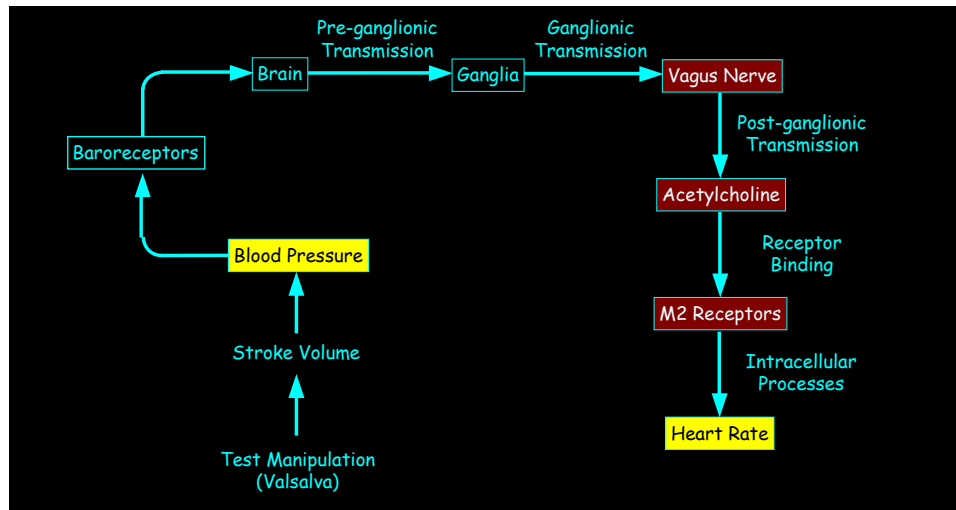 Pre-ganglionic
Transmission
Ganglionic
Transmission
Brain
Ganglia
Vagus Nerve
Post-ganglionic
Transmission
Baroreceptors
Acetylcholine
Receptor
Binding
Blood Pressure
M2 Receptors
Stroke Volume
Intracellular
Processes
Heart Rate
Test Manipulation
(Valsalva)